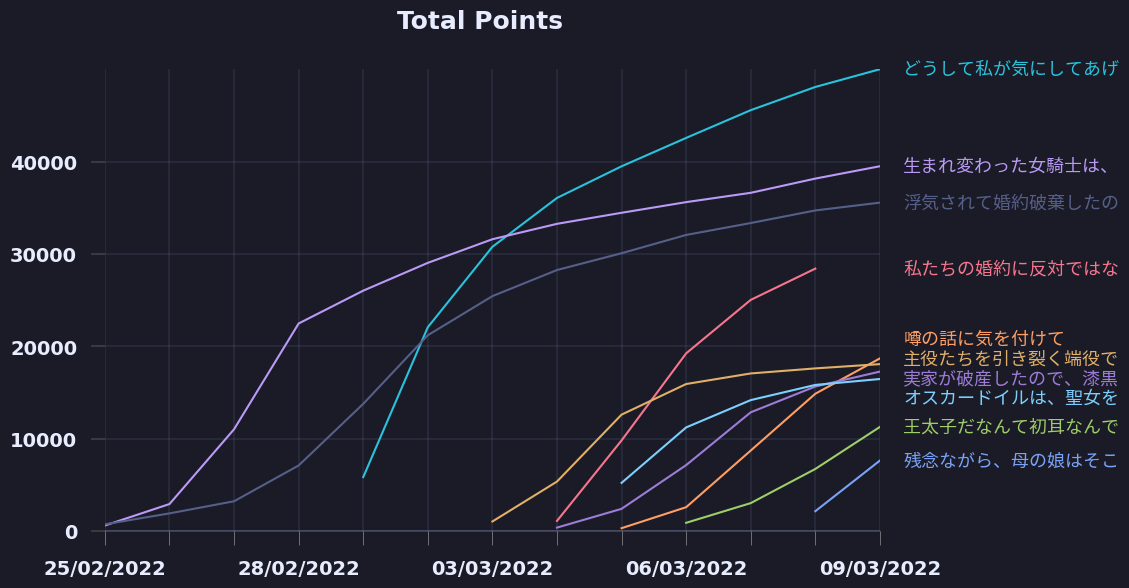 Total Points
どうして私が気にしてあげ
生まれ変わった女騎士は、
浮気されて婚約破棄したの
私たちの婚約に反対ではな
噂の話に気を付けて
主役たちを引き裂く端役で
実家が破産したので、漆黒
オスカードイルは、聖女を
王太子だなんて初耳なんで
残念ながら、母の娘はそこ
40000
30000
20000
10000
0
25/02/2022
28/02/2022
03/03/2022
06/03/2022
09/03/2022